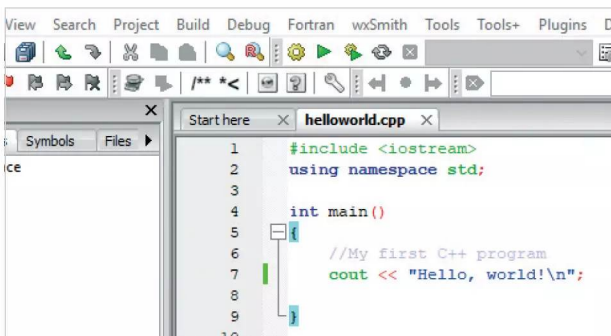 View Search Project Build Debug Fortran wxSmith Tools Tools+ Plugins
/** *<
Symbols Files
Start here helloworld.cpp
1 #include <iostream>
2 using namespace std;
3
4 int main()
5 {
6 //My first C++ program
7 cout << "Hello, world!\n";
8
9 }